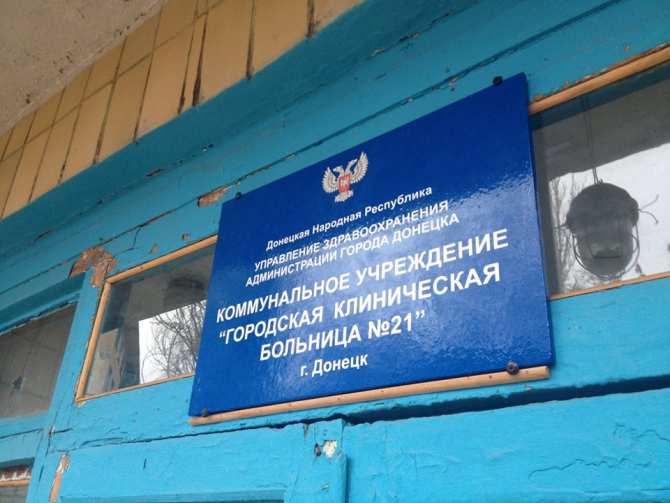 Донецкая Народная Республика
УПРАВЛЕНИЕ ЗДРАВООХРАНЕНИЯ
АДМИНИСТРАЦИИ ГОРОДА ДОНЕЦКА
КОММУНАЛЬНОЕ УЧРЕЖДЕНИЕ
“ГОРОДСКАЯ КЛИНИЧЕСКАЯ
БОЛЬНИЦА №21”
г. Донецк